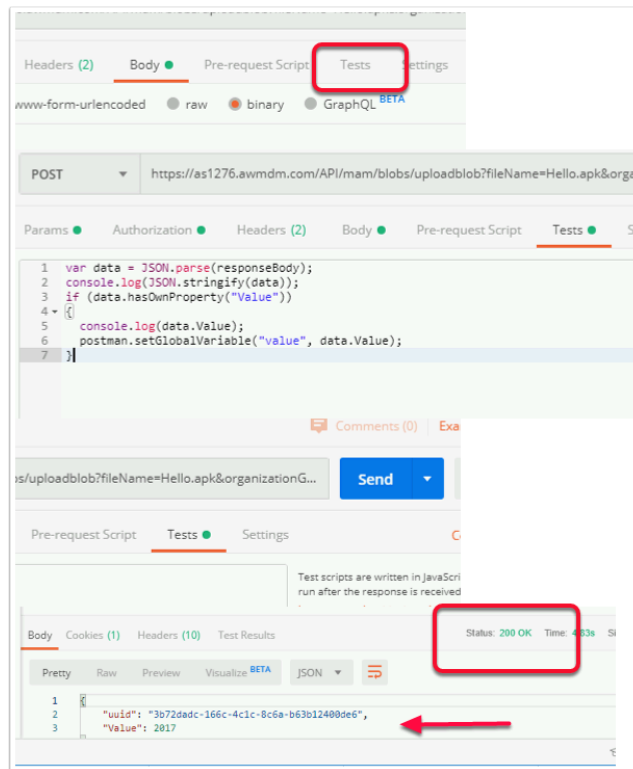 Headers (2) Body Pre-request Script Tests Settings
www-form-urlencoded raw binary GraphQL BETA
POST https://as1276.awmdm.com/API/mam/blobs/uploadblob?fileName=Hello.apk&orga
Params Authorization Headers (2) Body Pre-request Script Tests S
1 var data = JSON.parse(responseBody);
2 console.log(JSON.stringify(data));
3 if (data.hasOwnProperty("Value"))
4 {
5 console.log(data.Value);
6 postman.setGlobalVariable("value", data.Value);
7 }
Comments (0) Exa
bs/uploadblob?fileName=Hello.apk&organizationG... Send
Pre-request Script Tests Settings C
Test scripts are written in JavaScri
run after the response is received
Body Cookies (1) Headers (10) Test Results Status: 200 OK Time: 4.83s Si
Pretty Raw Preview Visualize BETA JSON
1 {
2 "uuid": "3b72dadc-166c-4c1c-8c6a-b63b12400de6",
3 "Value": 2017